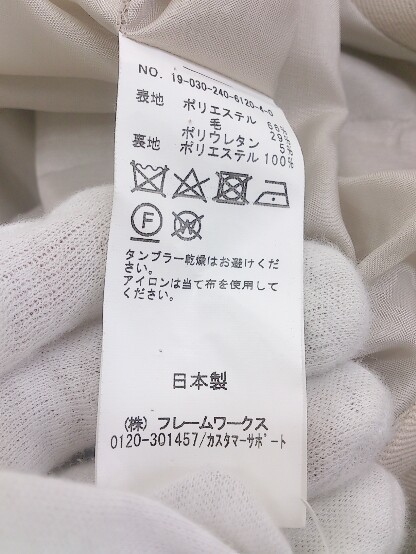 NO. 19-030-240-6120-4-0
表地 ポリエステル 66%
毛 29%
ポリウレタン 5%
裏地 ポリエステル 100%
F
W
タンブラー乾燥はお避けくだ
さい。
アイロンは当て布を使用して
ください。
日本製
(株) フレームワークス
0120-301457/カスタマーサポート